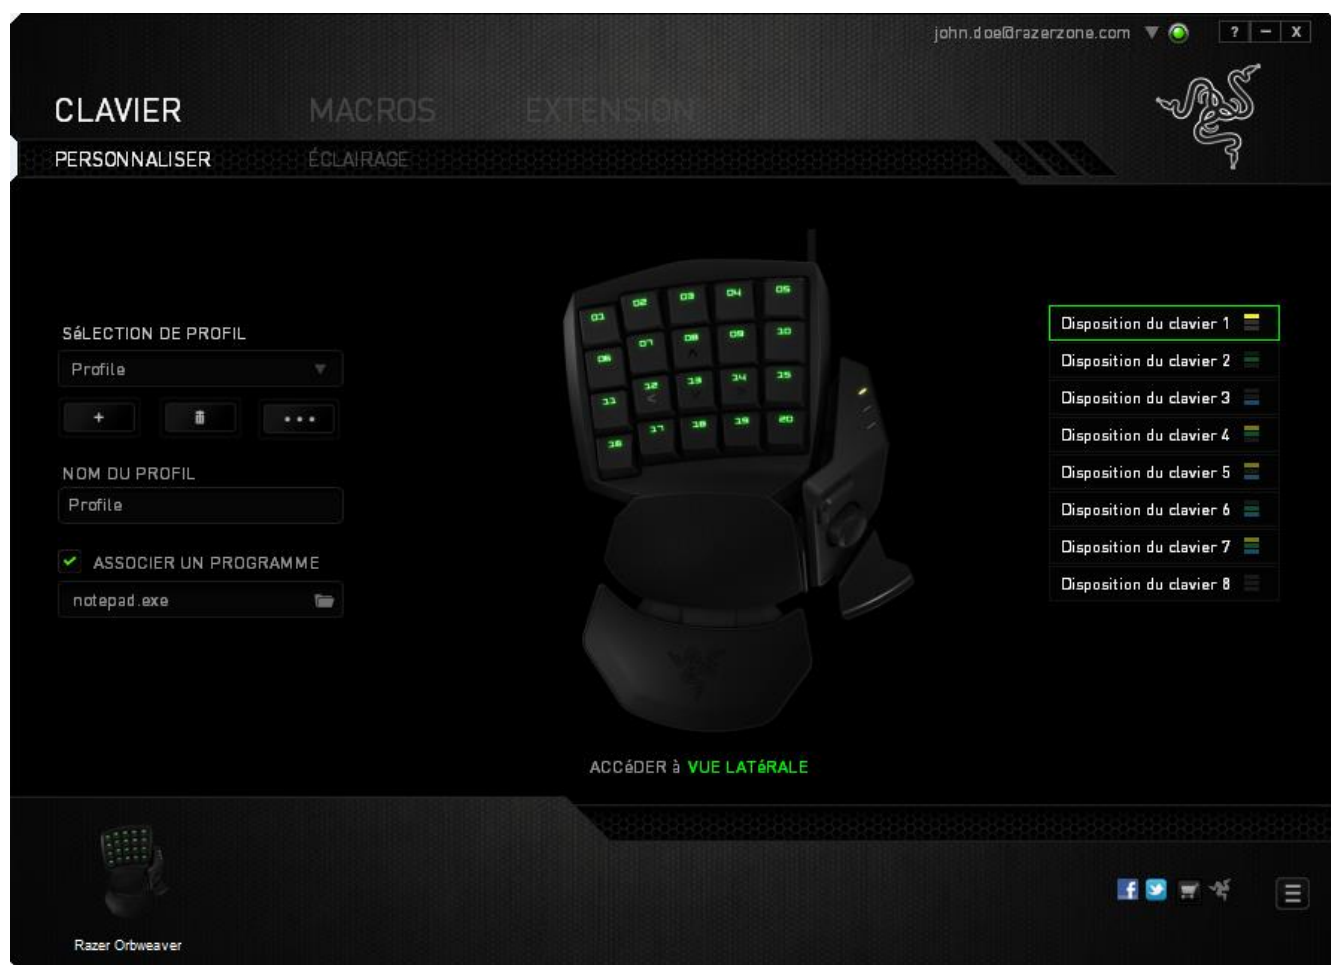 john.doe@razerzone.com
? – X
CLAVIER MACROS EXTENSION
PERSONNALISER ÉCLAIRAGE
SéLECTION DE PROFIL
Profile
+ ...
NOM DU PROFIL
Profile
ASSOCIER UN PROGRAMME
notepad.exe
01 02 03 04 05
06 07 08 09 10
11 12 13 14 15
16 17 18 19 20
Disposition du clavier 1
Disposition du clavier 2
Disposition du clavier 3
Disposition du clavier 4
Disposition du clavier 5
Disposition du clavier 6
Disposition du clavier 7
Disposition du clavier 8
ACCéDER à VUE LATéRALE
Razer Orbweaver